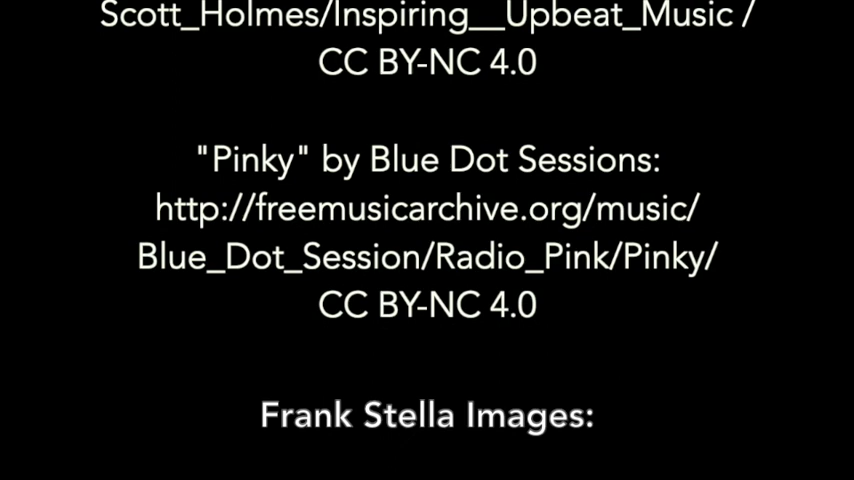 Scott_Holmes/Inspiring__Upbeat_Music /
CC BY-NC 4.0
"Pinky" by Blue Dot Sessions:
http://freemusicarchive.org/music/
Blue_Dot_Session/Radio_Pink/Pinky/
CC BY-NC 4.0
Frank Stella Images: